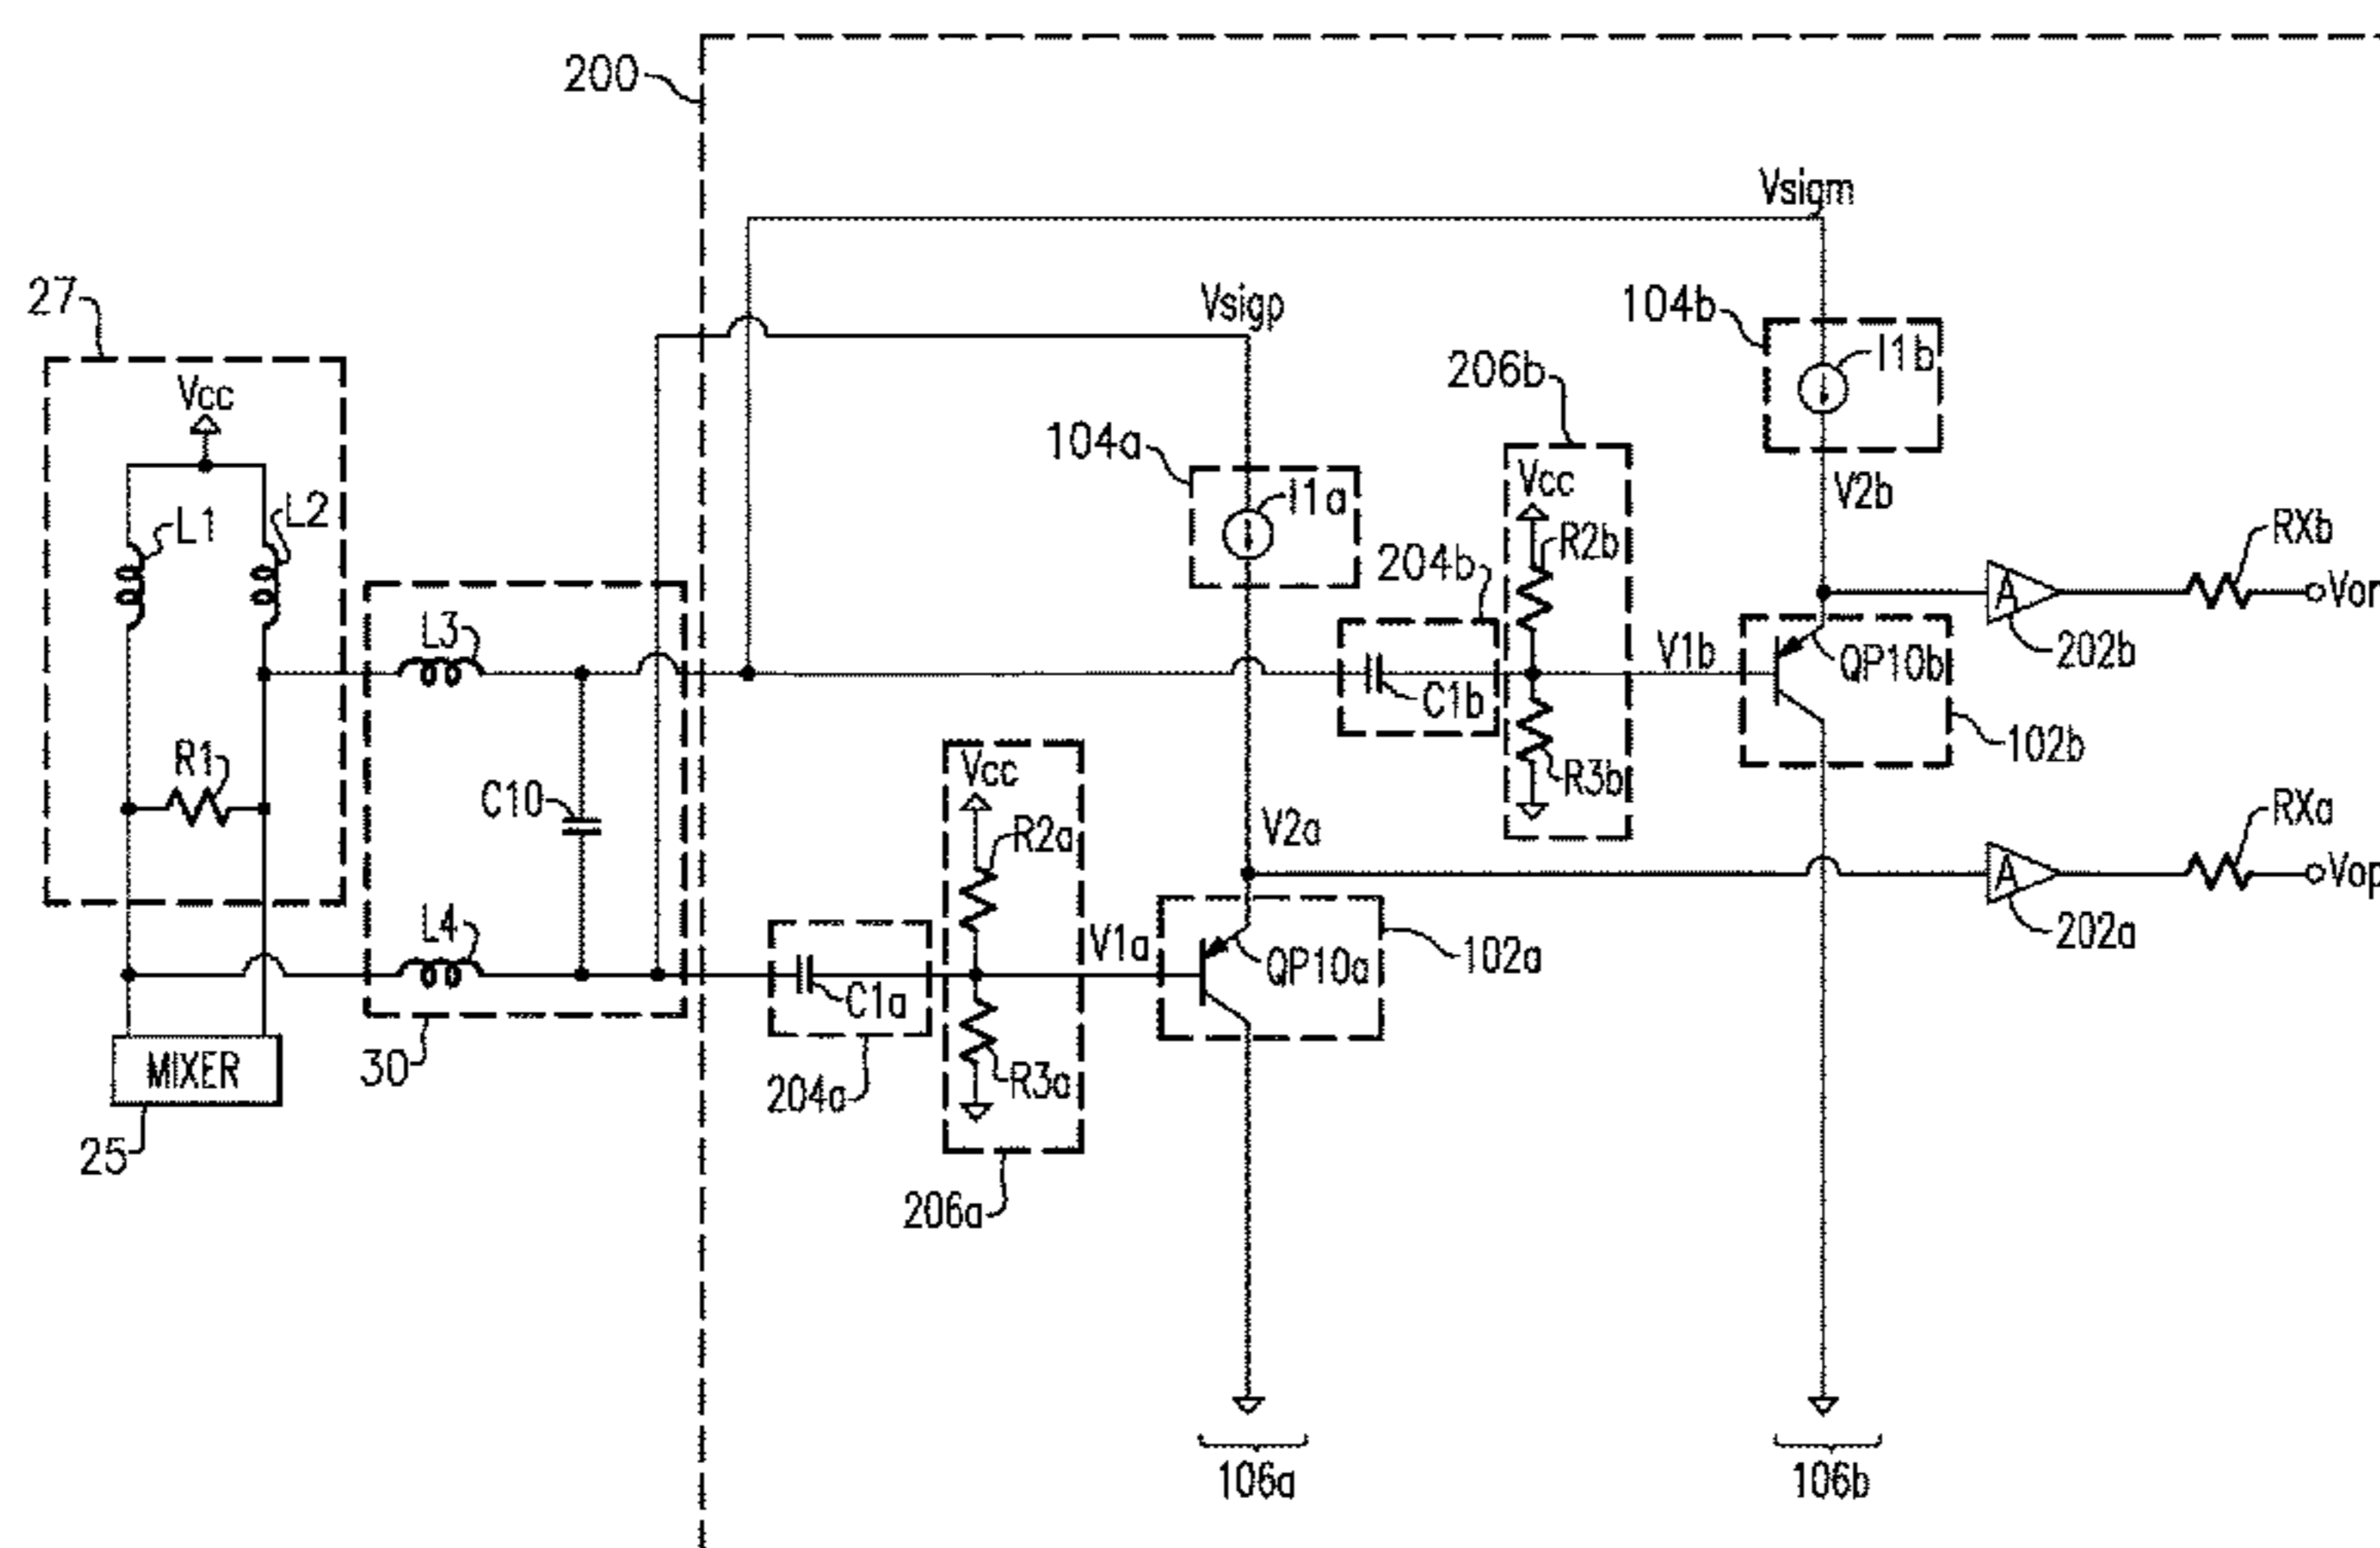 200
Vsigm
27
Vsigp
104b
I1b
Vcc
206b
104a
Vcc
V2b
L1
L2
I1a
R2b
RXb
204b
A
Vom
L3
V1b
202b
QP10b
C1b
R1
Vcc
R3b
102b
C10
V2a
RXa
R2a
A
Vop
L4
V1a
202a
QP10a
102a
C1a
MIXER
30
R3a
204a
25
206a
106a
106b